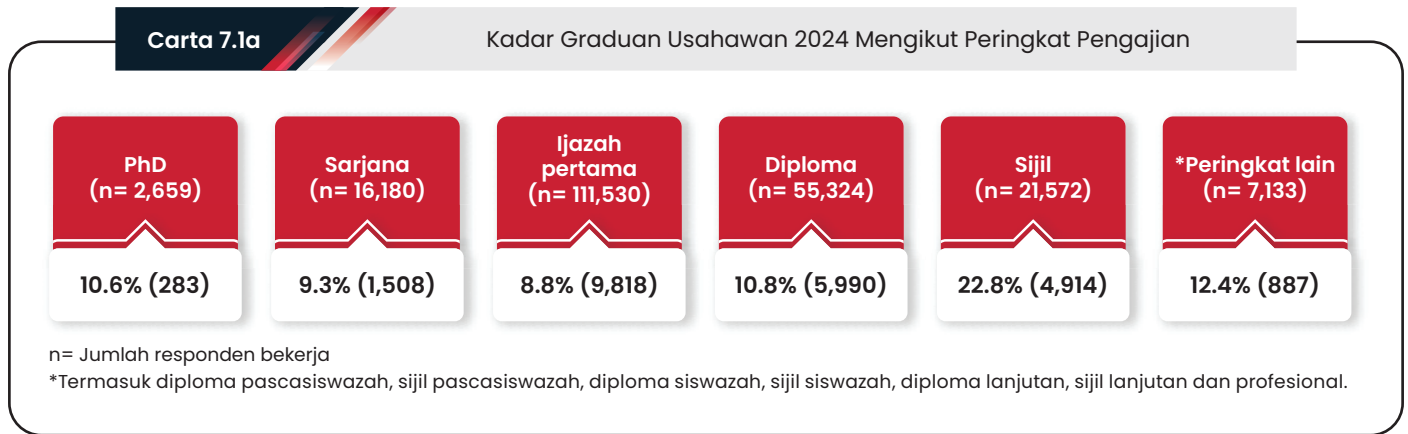 Carta 7.1a
Kadar Graduan Usahawan 2024 Mengikut Peringkat Pengajian
PhD
(n= 2,659)
10.6% (283)
Sarjana
(n= 16,180)
9.3% (1,508)
Ijazah
pertama
(n= 111,530)
8.8% (9,818)
Diploma
(n= 55,324)
10.8% (5,990)
Sijil
(n= 21,572)
22.8% (4,914)
*Peringkat lain
(n= 7,133)
12.4% (887)
n= Jumlah responden bekerja
*Termasuk diploma pascasiswazah, sijil pascasiswazah, diploma siswazah, sijil siswazah, diploma lanjutan, sijil lanjutan dan profesional.